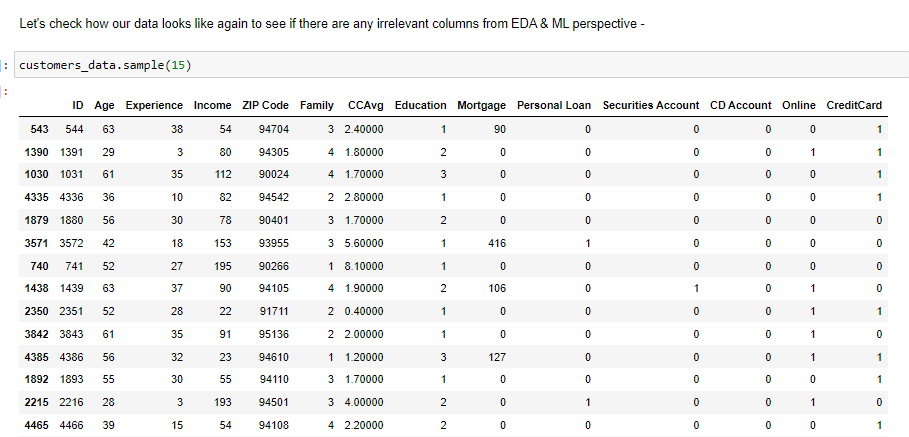 Let's check how our data looks like again to see if there are any irrelevant columns from EDA & ML perspective -
]: customers_data.sample(15)
]:
ID Age Experience Income ZIP Code Family CCAvg Education Mortgage Personal Loan Securities Account CD Account Online CreditCard
543 544 63 38 54 94704 3 2.40000 1 90 0 0 0 0 1
1390 1391 29 3 80 94305 4 1.80000 2 0 0 0 0 1 1
1030 1031 61 35 112 90024 4 1.70000 3 0 0 0 0 0 1
4335 4336 36 10 82 94542 2 2.80000 1 0 0 0 0 0 1
1879 1880 56 30 78 90401 3 1.70000 2 0 0 0 0 0 0
3571 3572 42 18 153 93955 3 5.60000 1 416 1 0 0 0 0
740 741 52 27 195 90266 1 8.10000 1 0 0 0 0 0 0
1438 1439 63 37 90 94105 4 1.90000 2 106 0 1 0 1 0
2350 2351 52 28 22 91711 2 0.40000 1 0 0 0 0 1 1
3842 3843 61 35 91 95136 2 2.00000 1 0 0 0 0 1 0
4385 4386 56 32 23 94610 1 1.20000 3 127 0 0 0 1 1
1892 1893 55 30 55 94110 3 1.70000 1 0 0 0 0 0 1
2215 2216 28 3 193 94501 3 4.00000 2 0 1 0 0 1 0
4465 4466 39 15 54 94108 4 2.20000 2 0 0 0 0 0 1